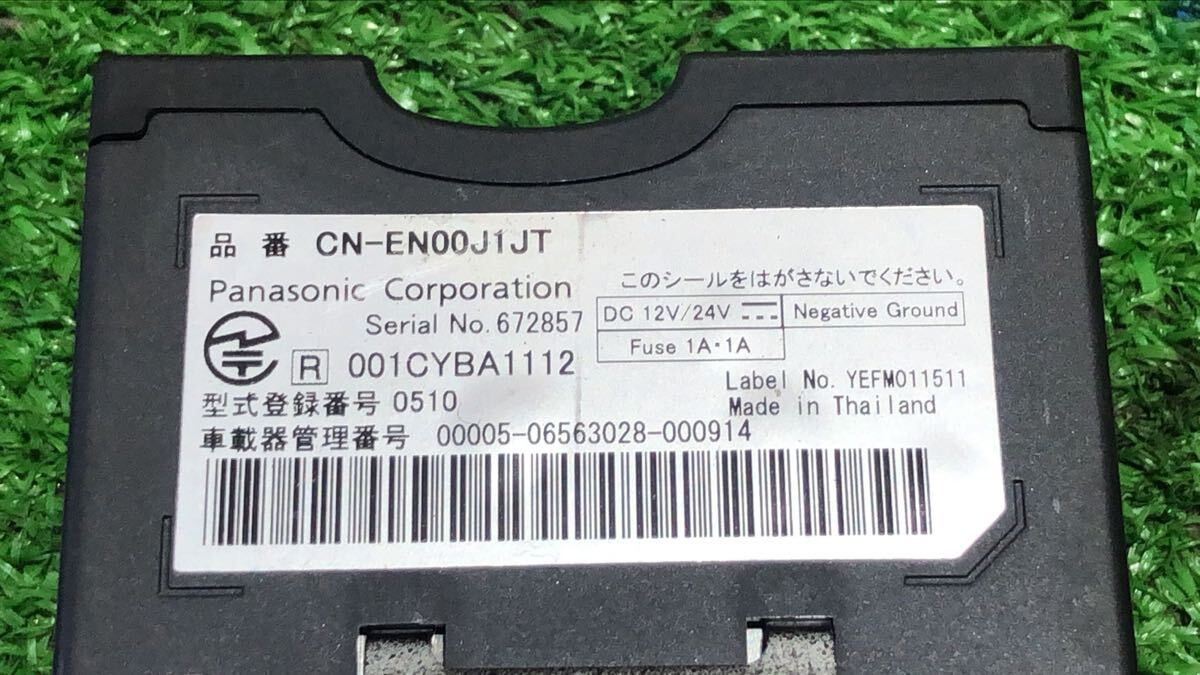 品 番 CN-EN00J1JT
Panasonic Corporation
このシールをはがさないでください。
Serial No. 672857
DC 12V/24V
Negative Ground
Fuse 1A・1A
R 001CYBA1112
Label No. YEFM011511
型式登録番号 0510
Made in Thailand
車載器管理番号 00005-06563028-000914